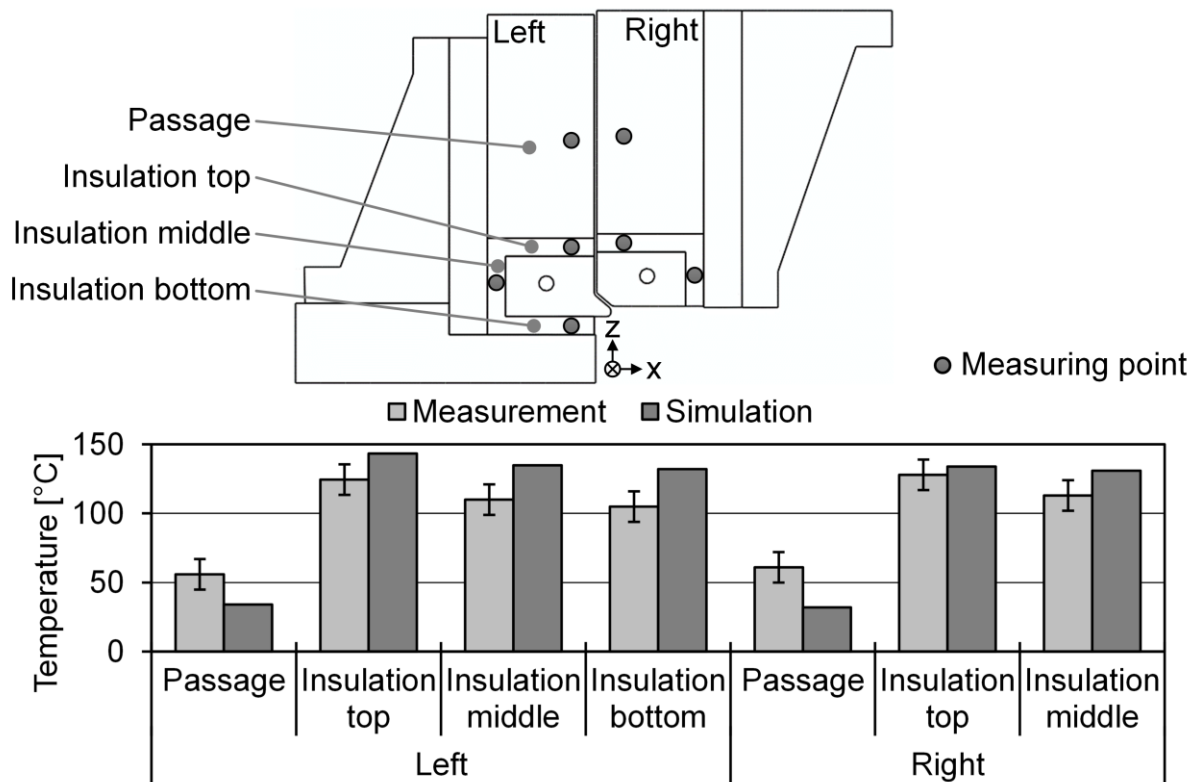 Left Right
Passage
Insulation top
Insulation middle
Insulation bottom
z
x
Measuring point
Measurement Simulation
Temperature [°C]
150
100
50
0
Passage Insulation top Insulation middle Insulation bottom Passage Insulation top Insulation middle
Left Right